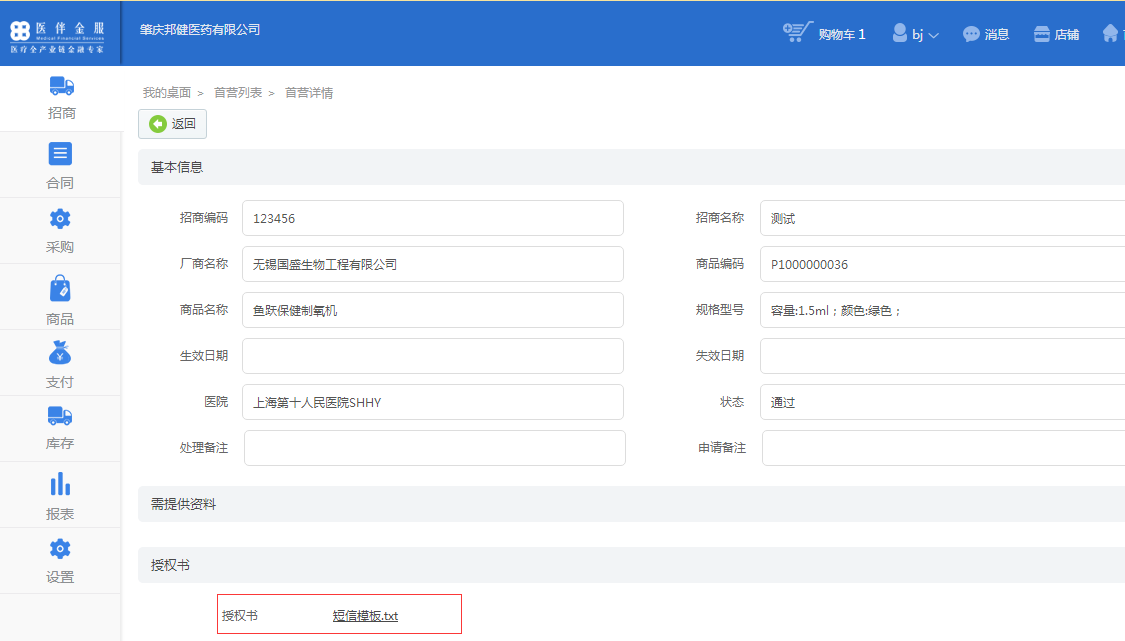 医伴金服
Medical Financial Services
医疗全产业链金融专家
肇庆邦健医药有限公司
购物车 1
bj
消息
店铺
招商
合同
采购
商品
支付
库存
报表
设置
我的桌面 > 首营列表 > 首营详情
返回
基本信息
招商编码 123456 招商名称 测试
厂商名称 无锡国盛生物工程有限公司 商品编码 P1000000036
商品名称 鱼跃保健制氧机 规格型号 容量:1.5ml；颜色:绿色；
生效日期 失效日期
医院 上海第十人民医院SHHY 状态 通过
处理备注 申请备注
需提供资料
授权书
授权书 短信模板.txt